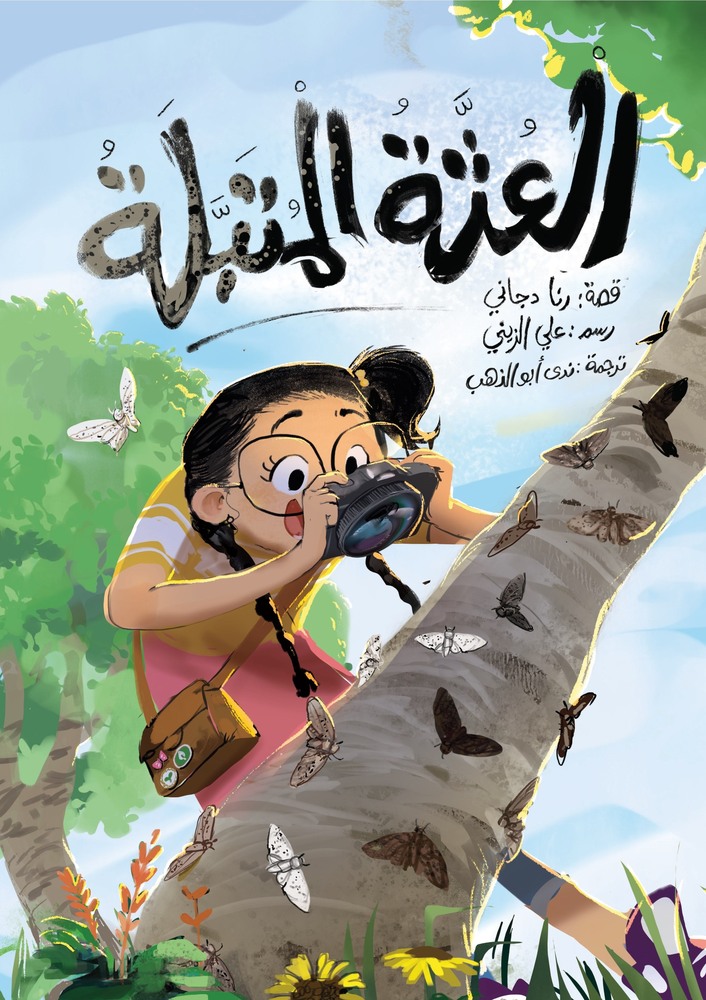 العُثَّةُ المُتَبَّلَةُ
قصة: رنا دجاني
رسم: علي الزيني
ترجمة: ندى أبو الذهب